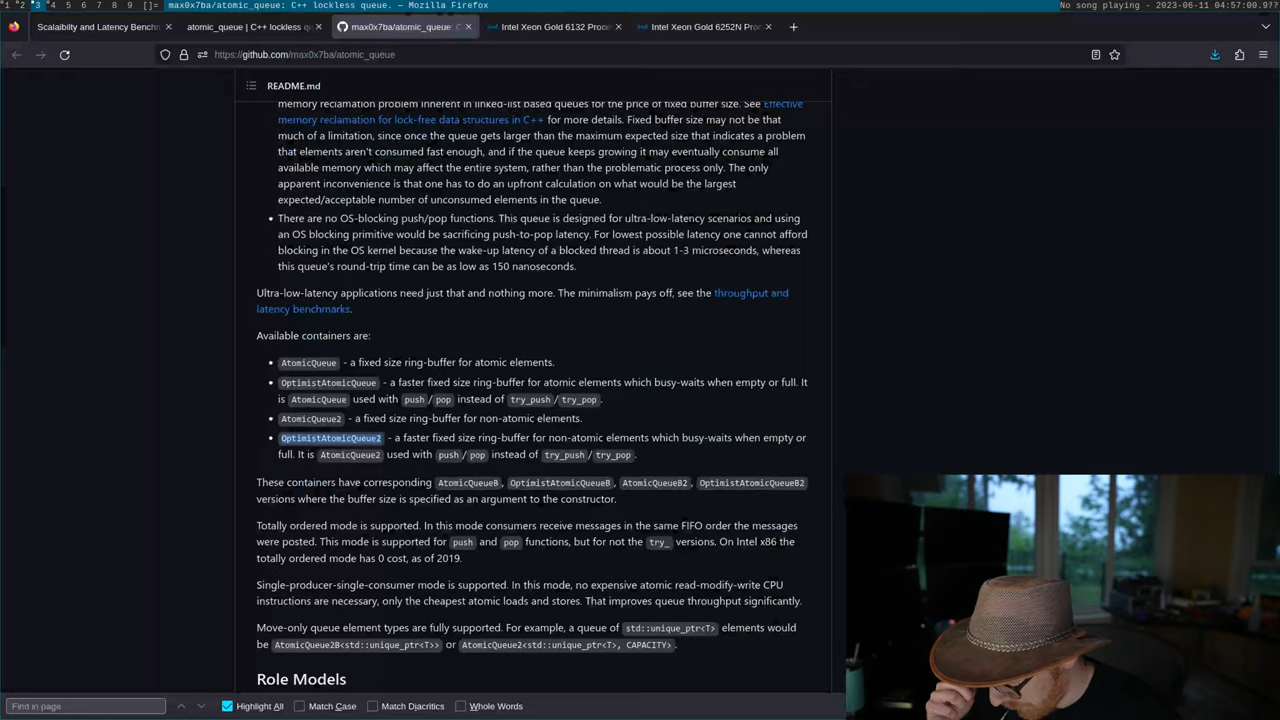 1 2 3 4 5 6 7 8 9 []= max0x7ba/atomic_queue: C++ lockless queue. — Mozilla Firefox No song playing - 2023-06-11 04:57:00.9??
Scalaibilty and Latency Benchn × atomic_queue | C++ lockless q × max0x7ba/atomic_queue: C × Intel Xeon Gold 6132 Proce × Intel Xeon Gold 6252N Pro ×
https://github.com/max0x7ba/atomic_queue
README.md
memory reclamation problem inherent in linked-list based queues for the price of fixed buffer size. See Effective
memory reclamation for lock-free data structures in C++ for more details. Fixed buffer size may not be that
much of a limitation, since once the queue gets larger than the maximum expected size that indicates a problem
that elements aren't consumed fast enough, and if the queue keeps growing it may eventually consume all
available memory which may affect the entire system, rather than the problematic process only. The only
apparent inconvenience is that one has to do an upfront calculation on what would be the largest
expected/acceptable number of unconsumed elements in the queue.
• There are no OS-blocking push/pop functions. This queue is designed for ultra-low-latency scenarios and using
an OS blocking primitive would be sacrificing push-to-pop latency. For lowest possible latency one cannot afford
blocking in the OS kernel because the wake-up latency of a blocked thread is about 1-3 microseconds, whereas
this queue's round-trip time can be as low as 150 nanoseconds.
Ultra-low-latency applications need just that and nothing more. The minimalism pays off, see the throughput and
latency benchmarks.
Available containers are:
• AtomicQueue - a fixed size ring-buffer for atomic elements.
• OptimistAtomicQueue - a faster fixed size ring-buffer for atomic elements which busy-waits when empty or full. It
is AtomicQueue used with push/pop instead of try_push/try_pop.
• AtomicQueue2 - a fixed size ring-buffer for non-atomic elements.
• OptimistAtomicQueue2 - a faster fixed size ring-buffer for non-atomic elements which busy-waits when empty or
full. It is AtomicQueue2 used with push/pop instead of try_push/try_pop.
These containers have corresponding AtomicQueueB, OptimistAtomicQueueB, AtomicQueueB2, OptimistAtomicQueueB2
versions where the buffer size is specified as an argument to the constructor.
Totally ordered mode is supported. In this mode consumers receive messages in the same FIFO order the messages
were posted. This mode is supported for push and pop functions, but for not the try_ versions. On Intel x86 the
totally ordered mode has 0 cost, as of 2019.
Single-producer-single-consumer mode is supported. In this mode, no expensive atomic read-modify-write CPU
instructions are necessary, only the cheapest atomic loads and stores. That improves queue throughput significantly.
Move-only queue element types are fully supported. For example, a queue of std::unique_ptr<T> elements would
be AtomicQueue2B<std::unique_ptr<T>> or AtomicQueue2<std::unique_ptr<T>, CAPACITY>.
Role Models
Find in page Highlight All Match Case Match Diacritics Whole Words